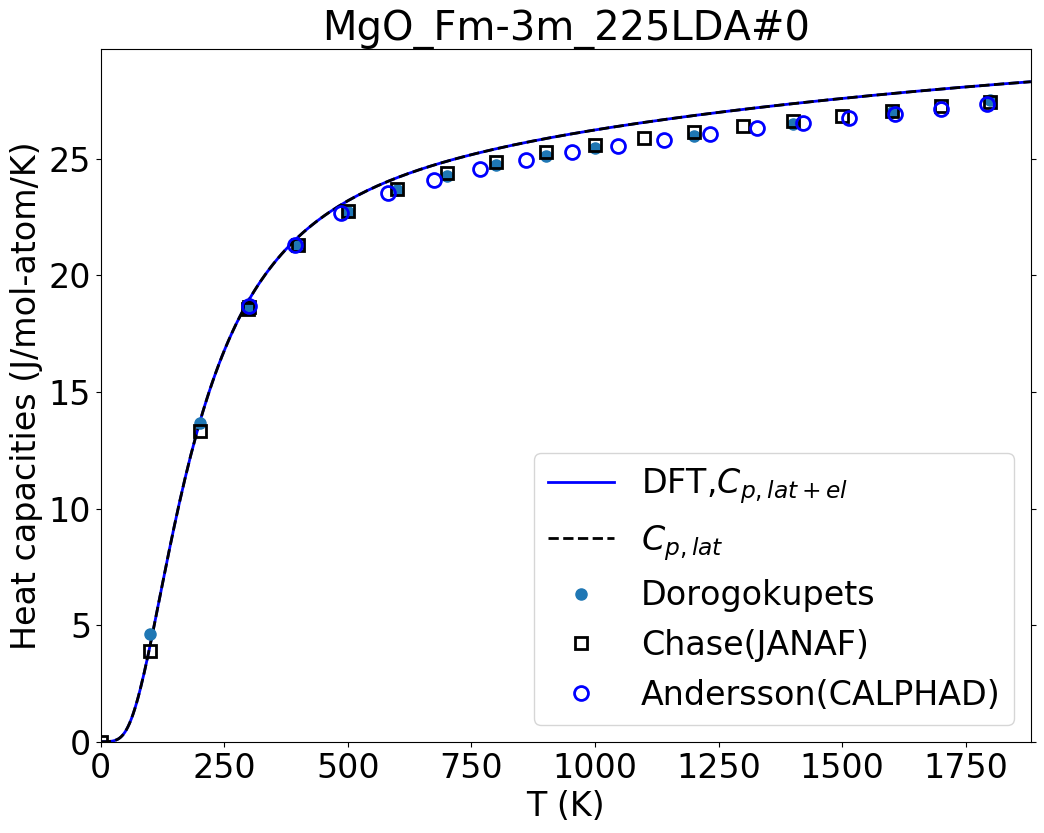 MgO_Fm-3m_225LDA#0
Heat capacities (J/mol-atom/K)
25
20
15
10
5
0
DFT,C_{p,lat+el}
C_{p,lat}
Dorogokupets
Chase(JANAF)
Andersson(CALPHAD)
0 250 500 750 1000 1250 1500 1750
T (K)